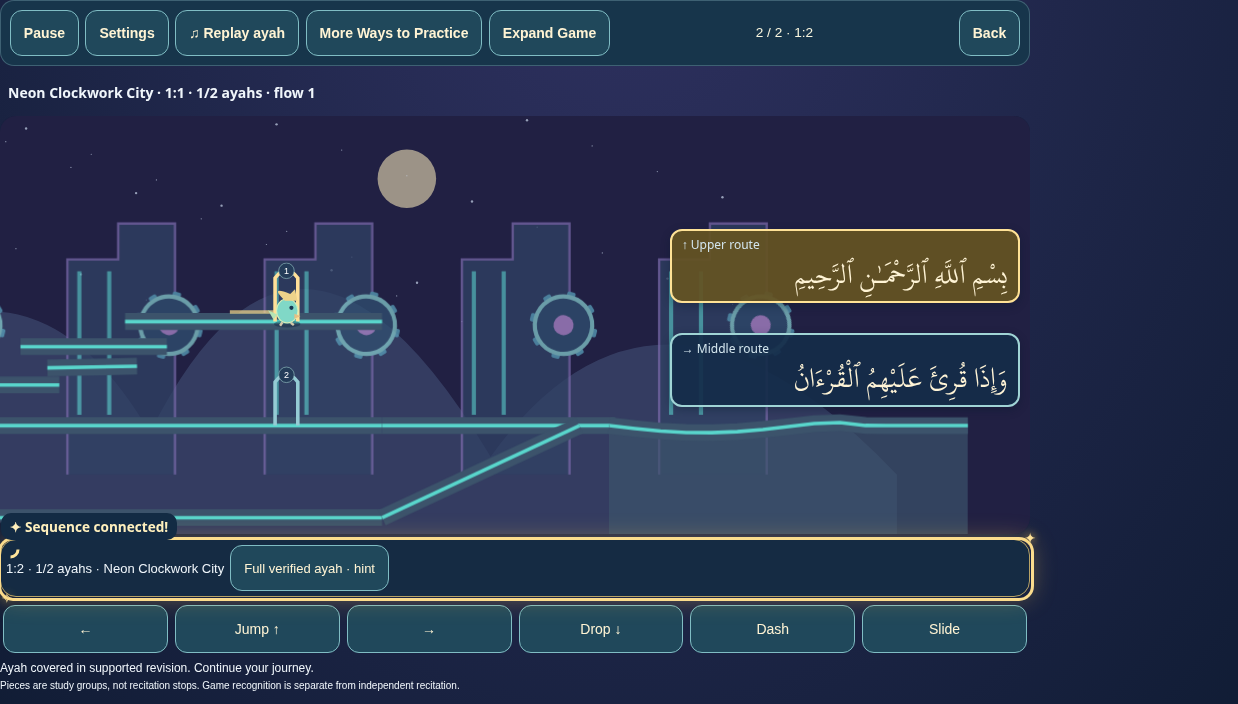 Pause Settings ♫ Replay ayah More Ways to Practice Expand Game 2 / 2 · 1:2 Back
Neon Clockwork City · 1:1 · 1/2 ayahs · flow 1
↑ Upper route
بِسْمِ ٱللَّهِ ٱلرَّحْمَـٰنِ ٱلرَّحِيمِ
1
→ Middle route
وَإِذَا قُرِئَ عَلَيْهِمُ ٱلْقُرْءَانُ
2
✦ Sequence connected!
1:2 · 1/2 ayahs · Neon Clockwork City Full verified ayah · hint
← Jump ↑ → Drop ↓ Dash Slide
Ayah covered in supported revision. Continue your journey.
Pieces are study groups, not recitation stops. Game recognition is separate from independent recitation.